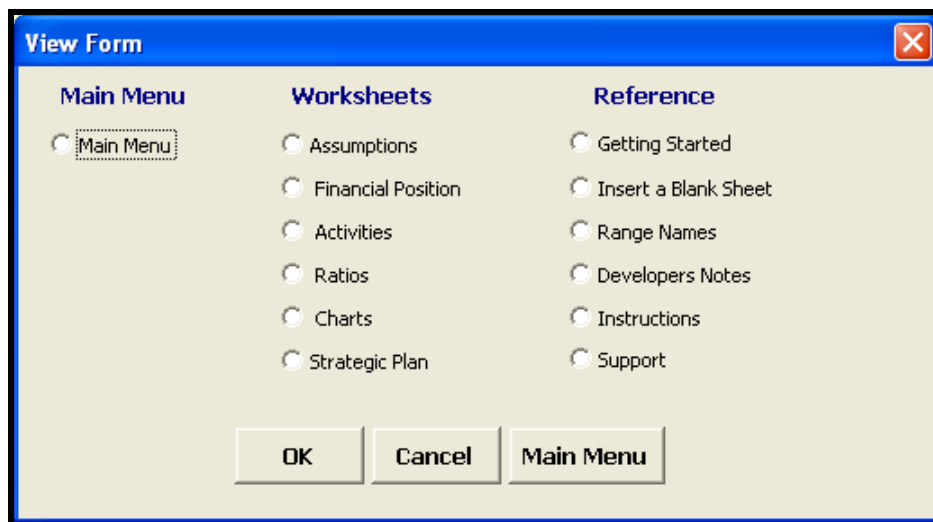 View Form
Main Menu
Main Menu
Worksheets
Assumptions
Financial Position
Activities
Ratios
Charts
Strategic Plan
Reference
Getting Started
Insert a Blank Sheet
Range Names
Developers Notes
Instructions
Support
OK
Cancel
Main Menu